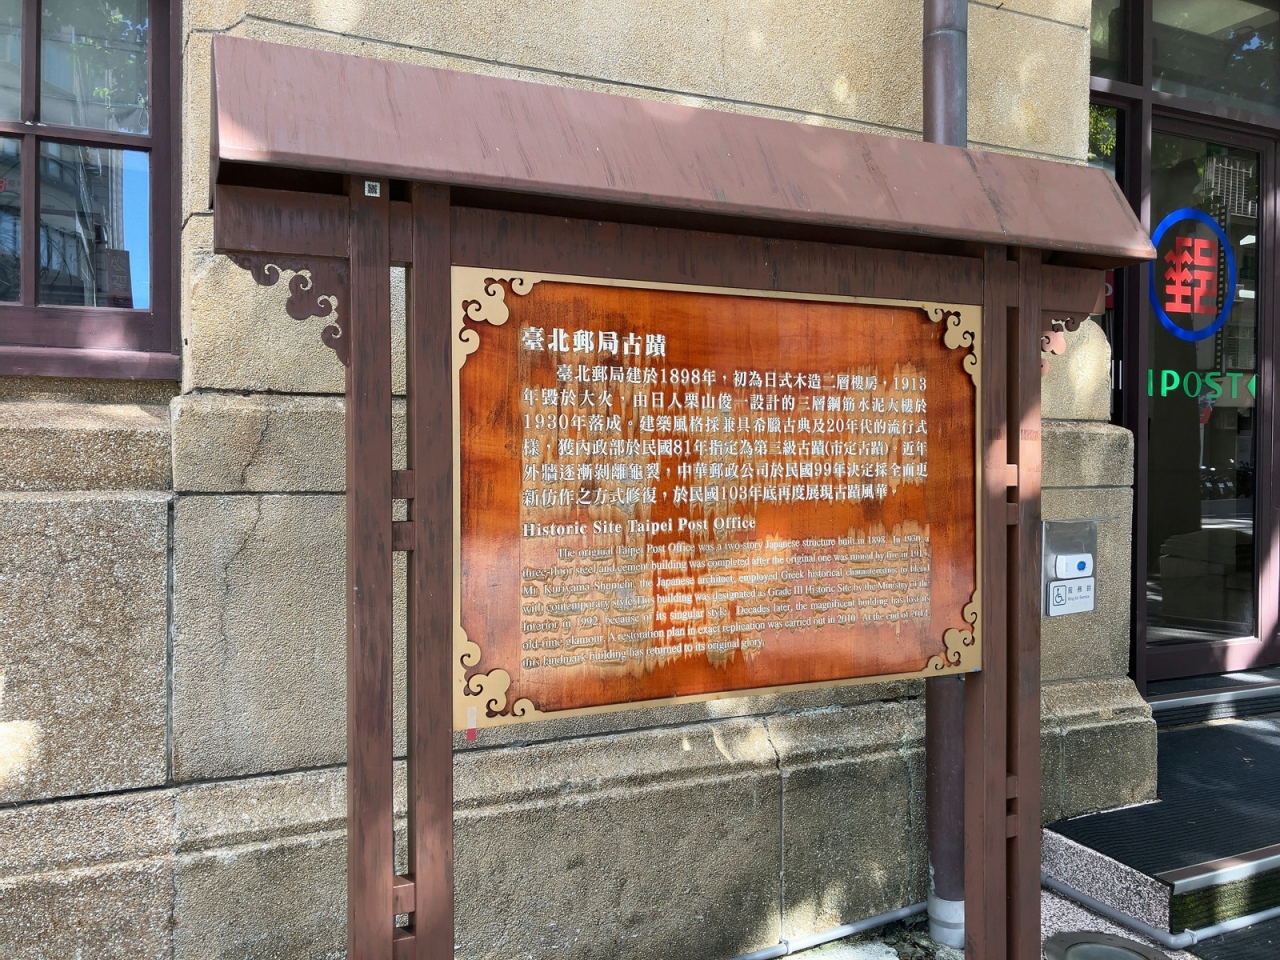 臺北郵局古蹟
臺北郵局建於1898年，初為日式木造二層樓房，1913
年毀於大火，由日人栗山俊一設計的三層鋼筋水泥大樓於
1930年落成。建築風格採兼具希臘古典及20年代的流行式
樣，獲內政部於民國81年指定為第三級古蹟(市定古蹟)。近年
外牆逐漸剝離龜裂，中華郵政公司於民國99年決定採全面更
新仿作之方式修復，於民國103年底再度展現古蹟風華。
Historic Site Taipei Post Office
The original Taipei Post Office was a two-story Japanese structure built in 1898. In 1930, a
three-floor steel and cement building was completed after the original one was ruined by fire in 1913.
Mr. Kuriyama Shunichi, the Japanese architect, employed Greek historical characteristics to blend
with contemporary style. This building was designated as Grade III Historic Site by the Ministry of the
Interior in 1992, because of its singular style. Decades later, the magnificent building has lost its
old-time glamour. A restoration plan in exact replication was carried out in 2010. At the end of 2014,
this landmark building has returned to its original glory.
郵
POST
服務鈴